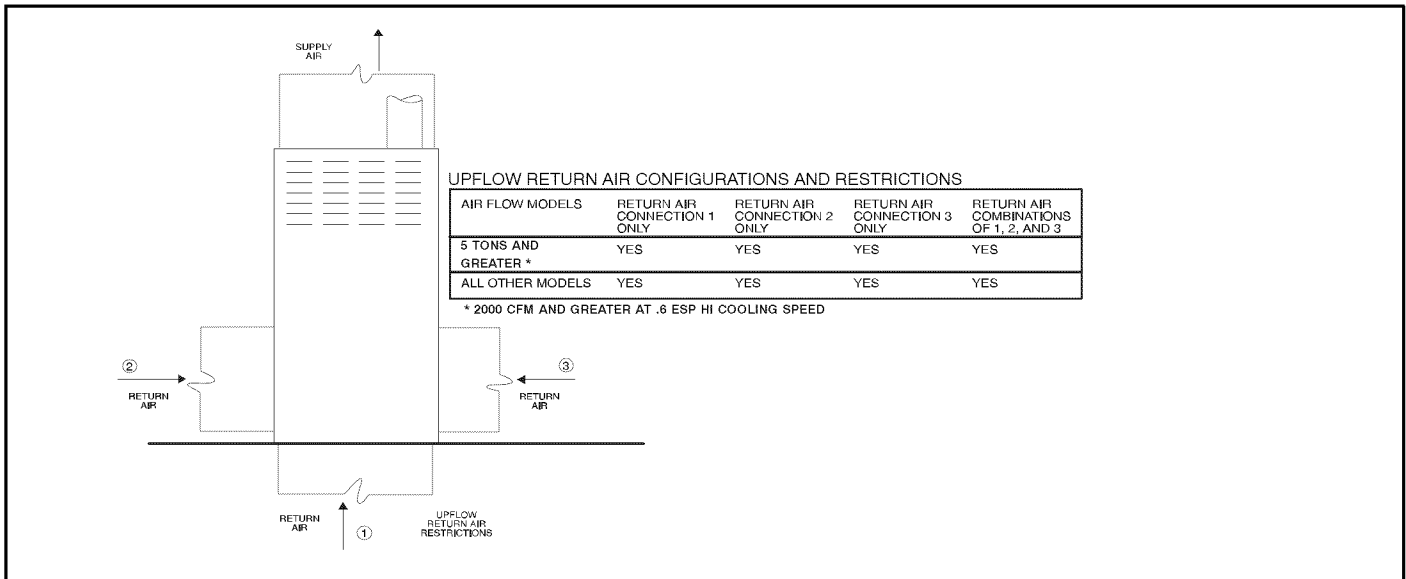 SUPPLY
AIR
UPFLOW RETURN AIR CONFIGURATIONS AND RESTRICTIONS
AIR FLOW MODELS
RETURN AIR
CONNECTION 1
ONLY
RETURN AIR
CONNECTION 2
ONLY
RETURN AIR
CONNECTION 3
ONLY
RETURN AIR
COMBINATIONS
OF 1, 2, AND 3
5 TONS AND
GREATER *
YES
YES
YES
YES
ALL OTHER MODELS
YES
YES
YES
YES
* 2000 CFM AND GREATER AT .6 ESP HI COOLING SPEED
②
RETURN
AIR
③
RETURN
AIR
RETURN
AIR
①
UPFLOW
RETURN AIR
RESTRICTIONS